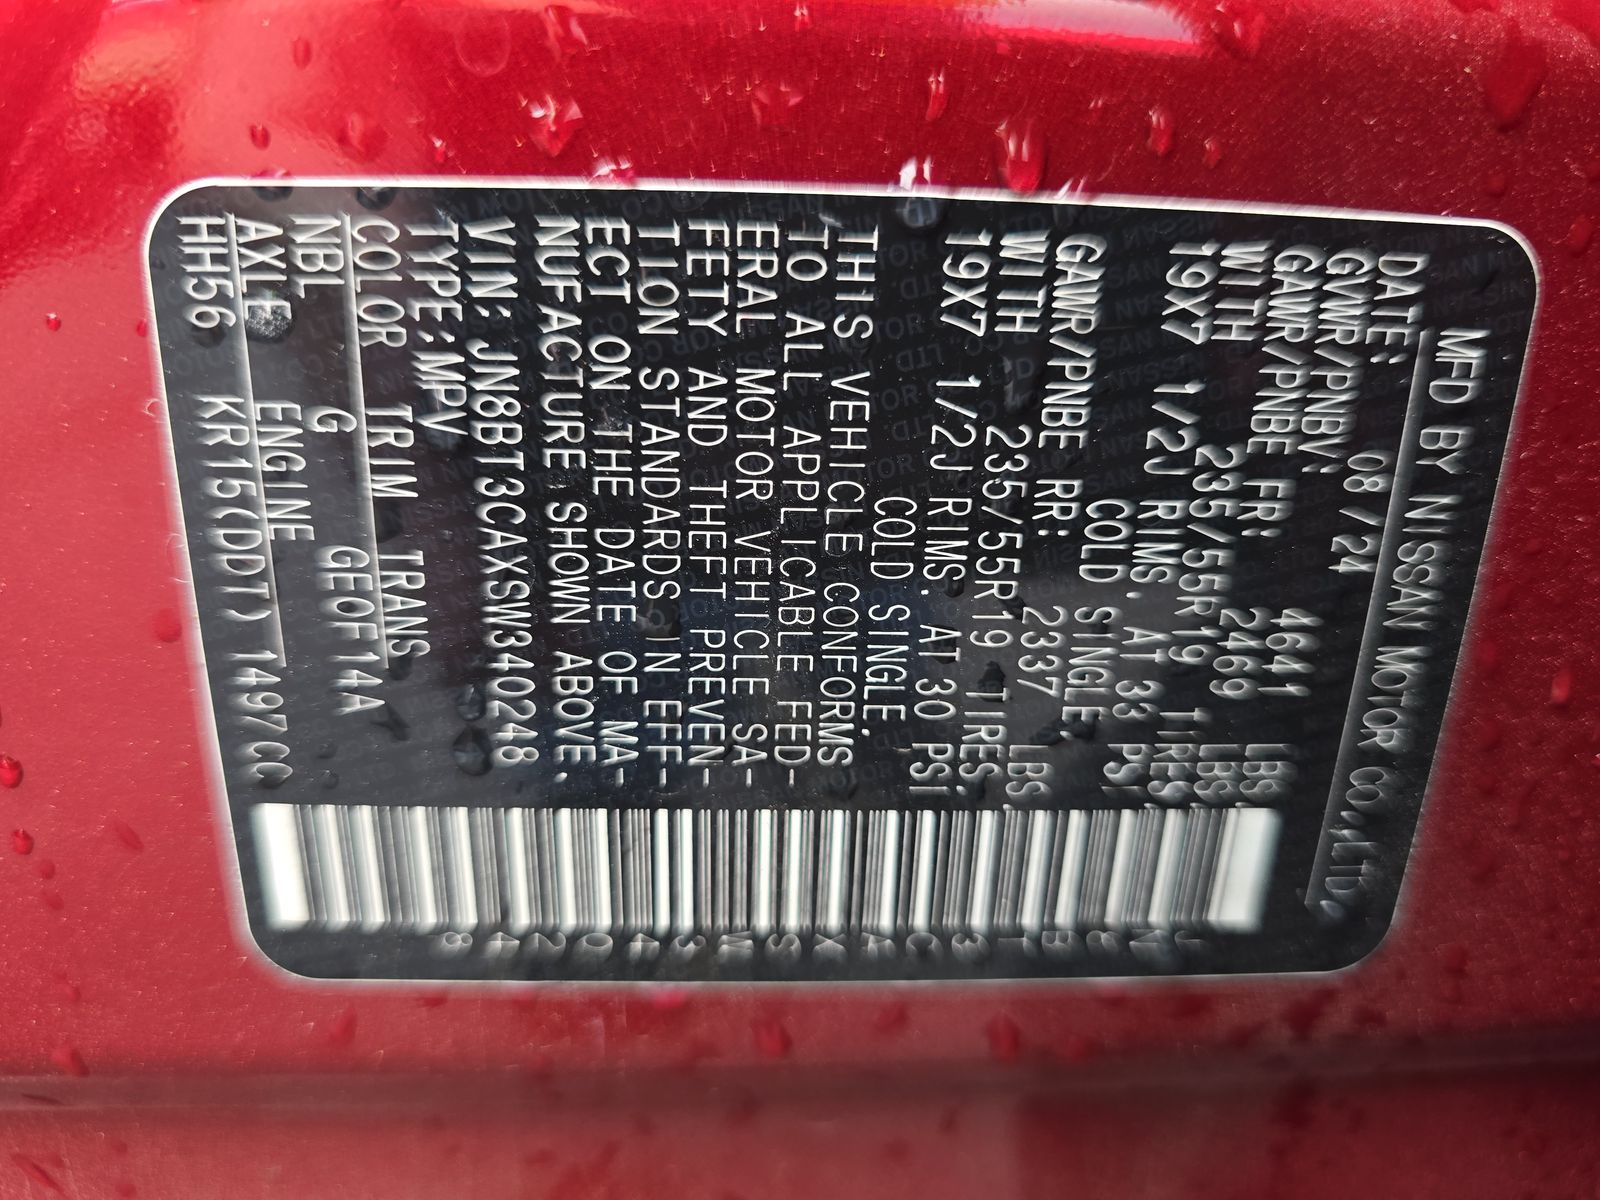 MFD BY NISSAN MOTOR CO.,LTD.
DATE: 08/24
GVWR/PNBV: 4641 LBS,
GAWR/PNBE FR: 2469 LBS,
WITH 235/55R19 TIRES,
19X7 1/2J RIMS. AT 33 PSI
COLD SINGLE,
GAWR/PNBE RR: 2337 LBS,
WITH 235/55R19 TIRES,
19X7 1/2J RIMS. AT 30 PSI
COLD SINGLE,
THIS VEHICLE CONFORMS
TO ALL APPLICABLE FED-
ERAL MOTOR VEHICLE SA-
FETY AND THEFT PREVEN-
TION STANDARDS IN EFF-
ECT ON THE DATE OF MA-
NUFACTURE SHOWN ABOVE.
VIN:JN8BT3CAXSW340248
TYPE:MPV
COLOR TRIM TRANS
NBL G GEOF14A
AXLE ENGINE
HH56 KR15(DDT) 1497CC
JN8BT3CAXSW340248